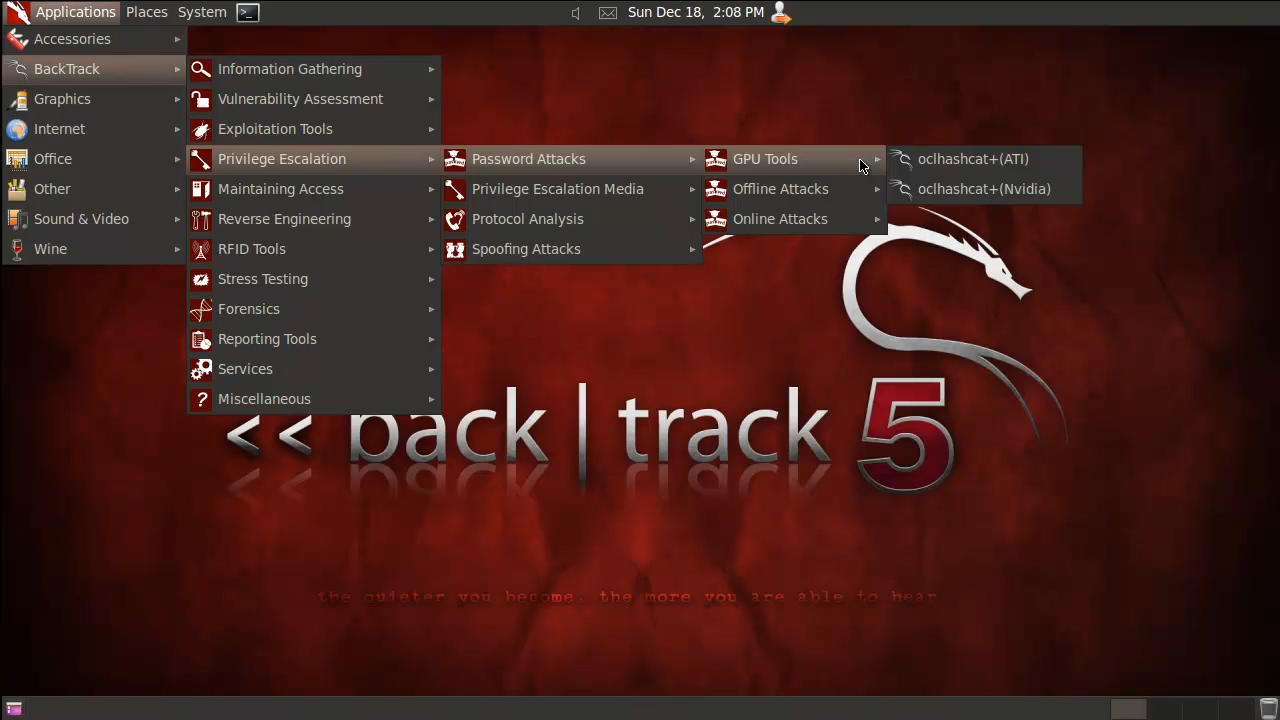 Applications Places System Sun Dec 18, 2:08 PM
Accessories
BackTrack
Graphics
Internet
Office
Other
Sound & Video
Wine
Information Gathering
Vulnerability Assessment
Exploitation Tools
Privilege Escalation
Maintaining Access
Reverse Engineering
RFID Tools
Stress Testing
Forensics
Reporting Tools
Services
Miscellaneous
Password Attacks
Privilege Escalation Media
Protocol Analysis
Spoofing Attacks
GPU Tools
Offline Attacks
Online Attacks
oclhashcat+(ATI)
oclhashcat+(Nvidia)
<< back | track 5
the quieter you become, the more you are able to hear